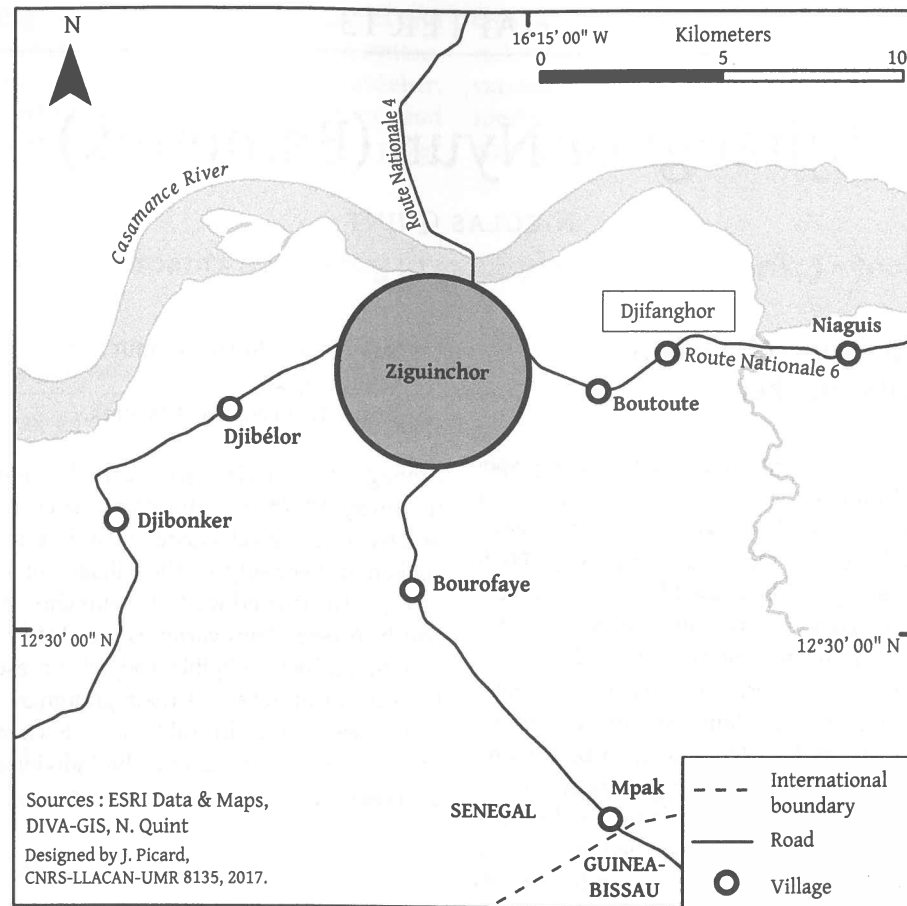 N
16°15' 00" W
Kilometers
0
5
10
Route Nationale 4
Casamance River
Djifanghor
Niaguis
Route Nationale 6
Ziguinchor
Boutoute
Djibélor
Djibonker
Bourofaye
12°30' 00" N
12°30' 00" N
Mpak
SENEGAL
GUINEA-
BISSAU
Sources : ESRI Data & Maps,
DIVA-GIS, N. Quint
Designed by J. Picard,
CNRS-LLACAN-UMR 8135, 2017.
International
boundary
Road
Village